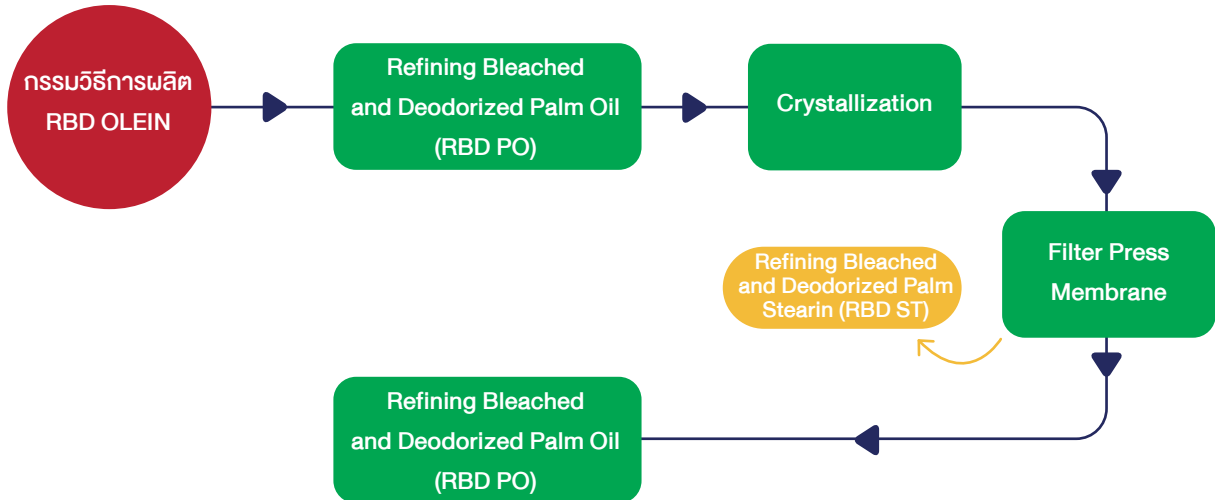 กรรมวิธีการผลิต
RBD OLEIN
Refining Bleached
and Deodorized Palm Oil
(RBD PO)
Crystallization
Filter Press
Membrane
Refining Bleached
and Deodorized Palm
Stearin (RBD ST)
Refining Bleached
and Deodorized Palm Oil
(RBD PO)